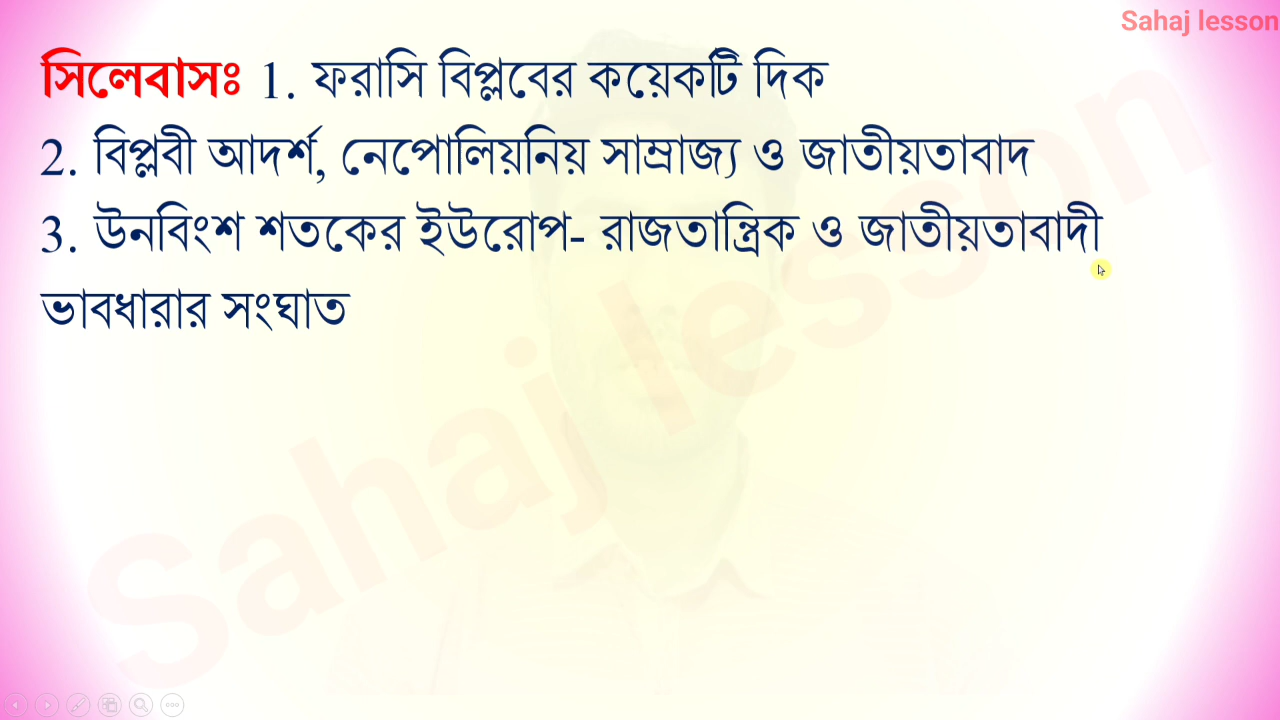 Sahaj lesson
সিলেবাসঃ 1. ফরাসি বিপ্লবের কয়েকটি দিক
2. বিপ্লবী আদর্শ, নেপোলিয়নিয় সাম্রাজ্য ও জাতীয়তাবাদ
3. উনবিংশ শতকের ইউরোপ- রাজতান্ত্রিক ও জাতীয়তাবাদী
ভাবধারার সংঘাত
Sahaj lesson